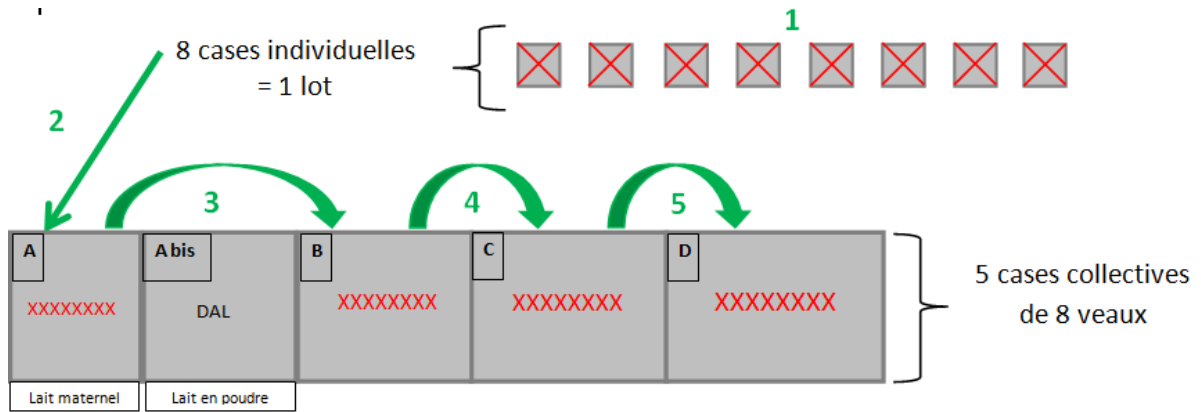 1
8 cases individuelles
= 1 lot
2
3
4
5
A
A bis
B
C
D
XXXXXXXX
DAL
XXXXXXXX
XXXXXXXX
XXXXXXXX
5 cases collectives
de 8 veaux
Lait maternel
Lait en poudre